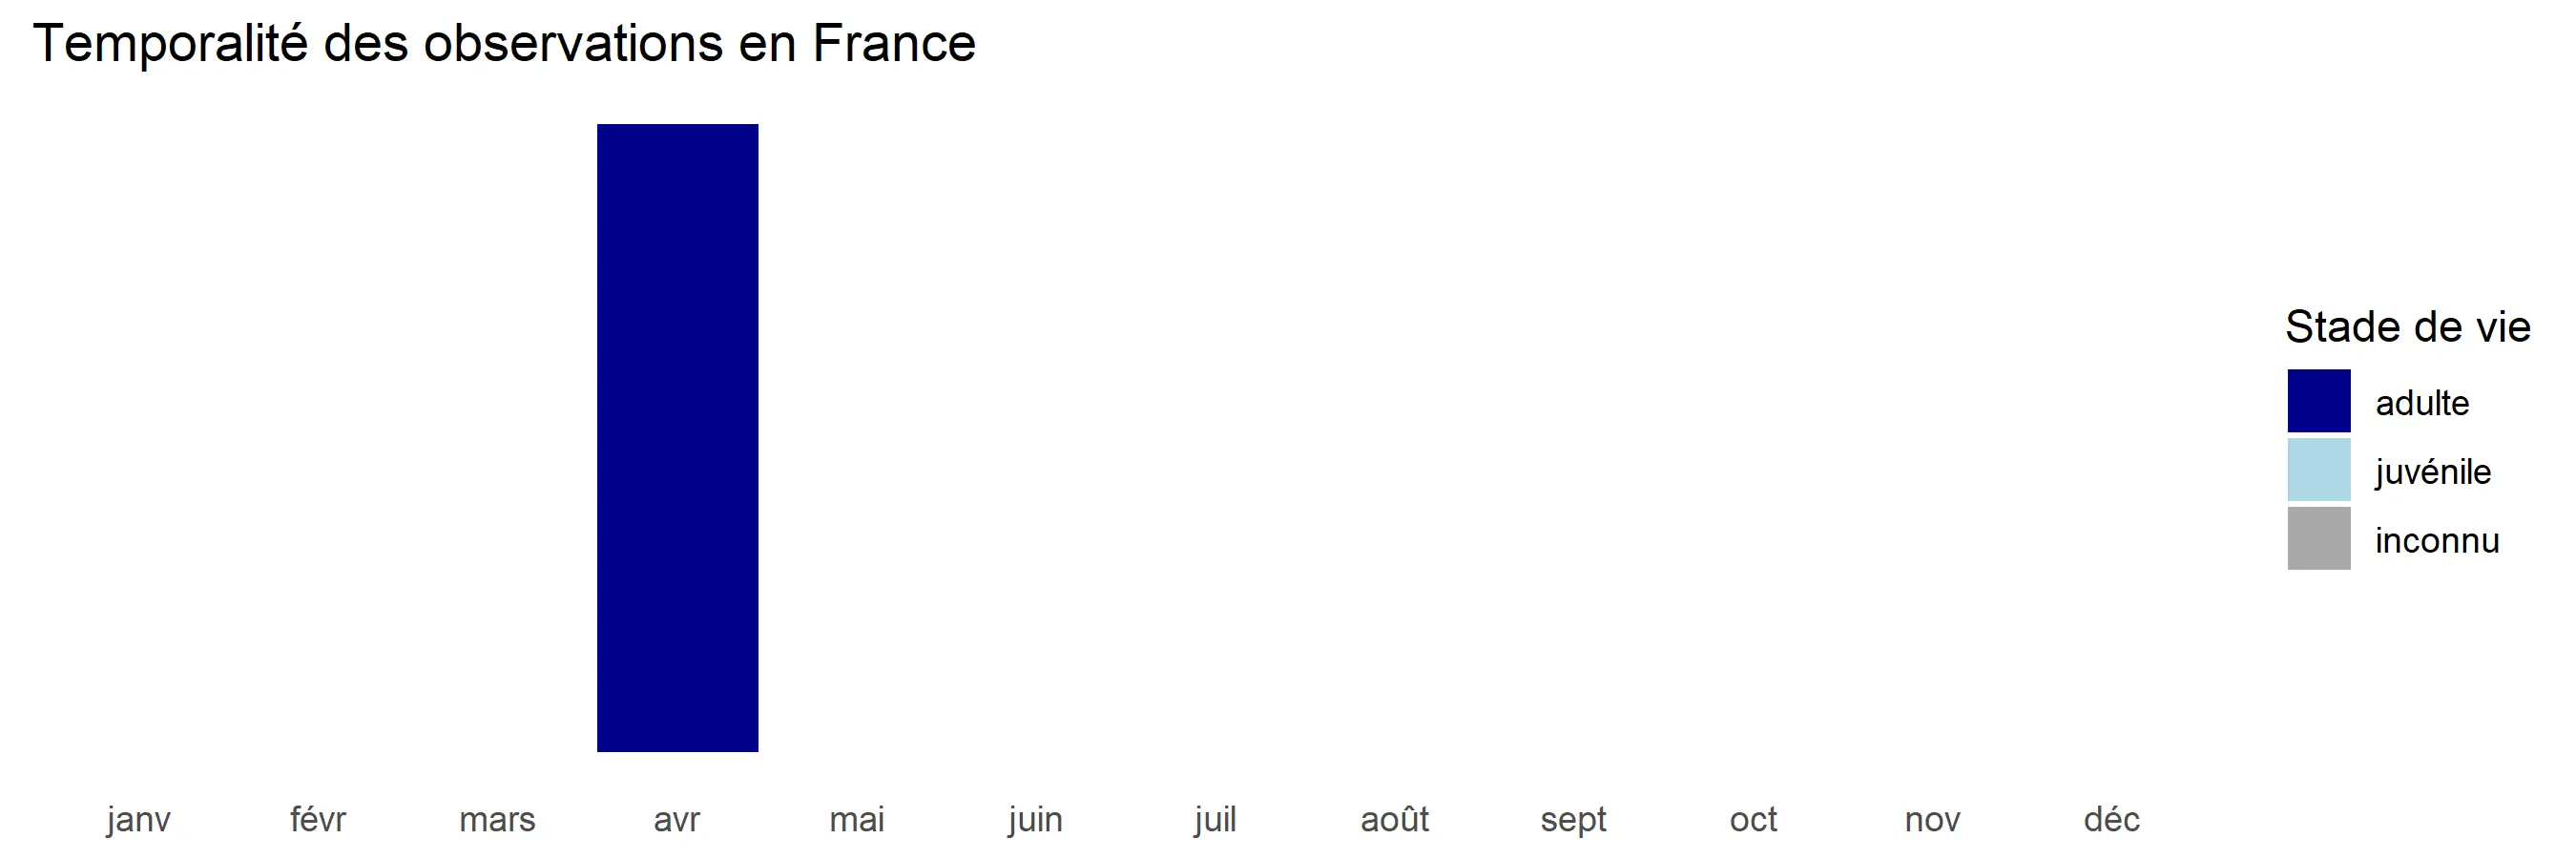 Temporalité des observations en France
Stade de vie
adulte
juvénile
inconnu
janv févr mars avr mai juin juil août sept oct nov déc